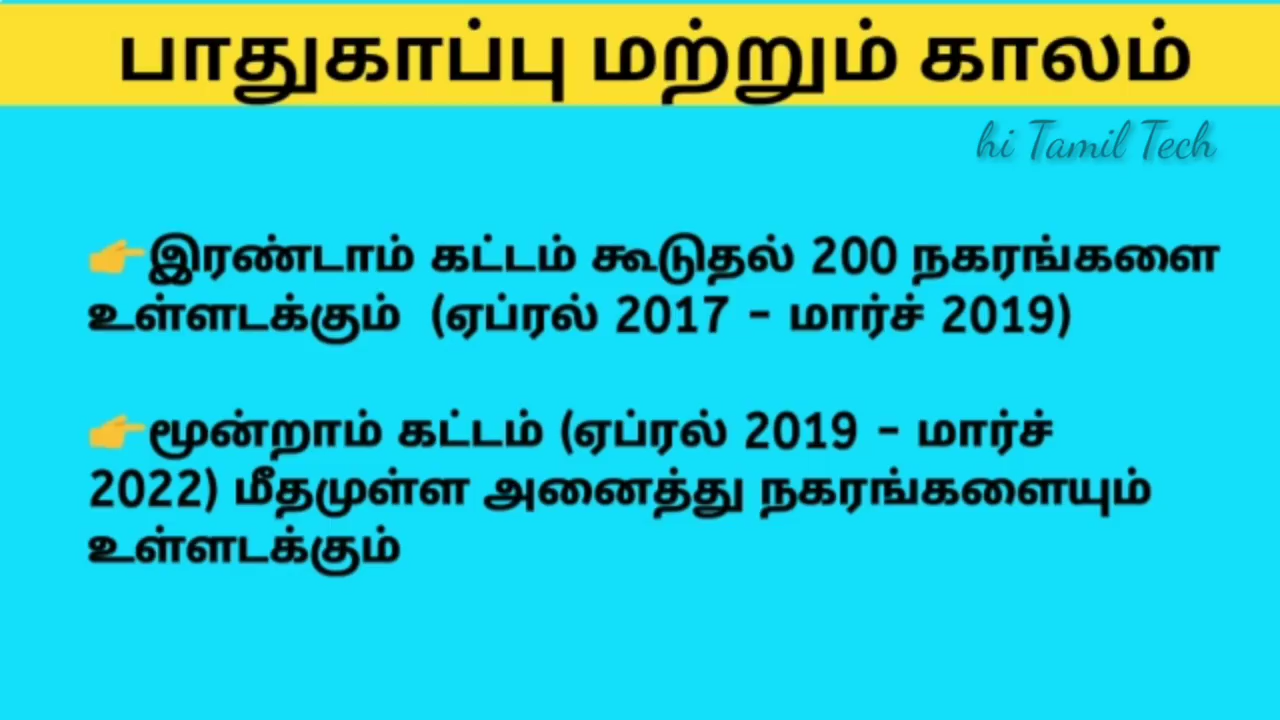 பாதுகாப்பு மற்றும் காலம்
hi Tamil Tech
👉இரண்டாம் கட்டம் கூடுதல் 200 நகரங்களை
உள்ளடக்கும் (ஏப்ரல் 2017 - மார்ச் 2019)
👉மூன்றாம் கட்டம் (ஏப்ரல் 2019 - மார்ச்
2022) மீதமுள்ள அனைத்து நகரங்களையும்
உள்ளடக்கும்